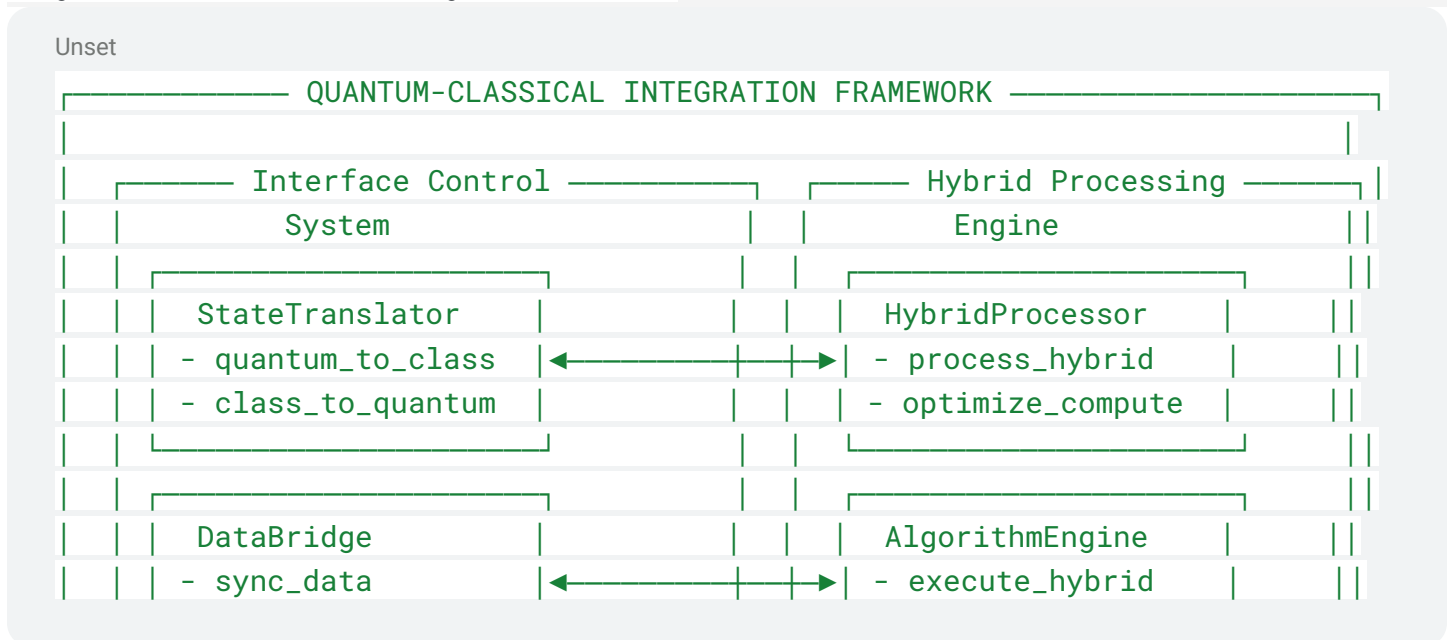 Unset
QUANTUM-CLASSICAL INTEGRATION FRAMEWORK
Interface Control Hybrid Processing
System Engine
StateTranslator HybridProcessor
- quantum_to_class - process_hybrid
- class_to_quantum - optimize_compute
DataBridge AlgorithmEngine
- sync_data - execute_hybrid